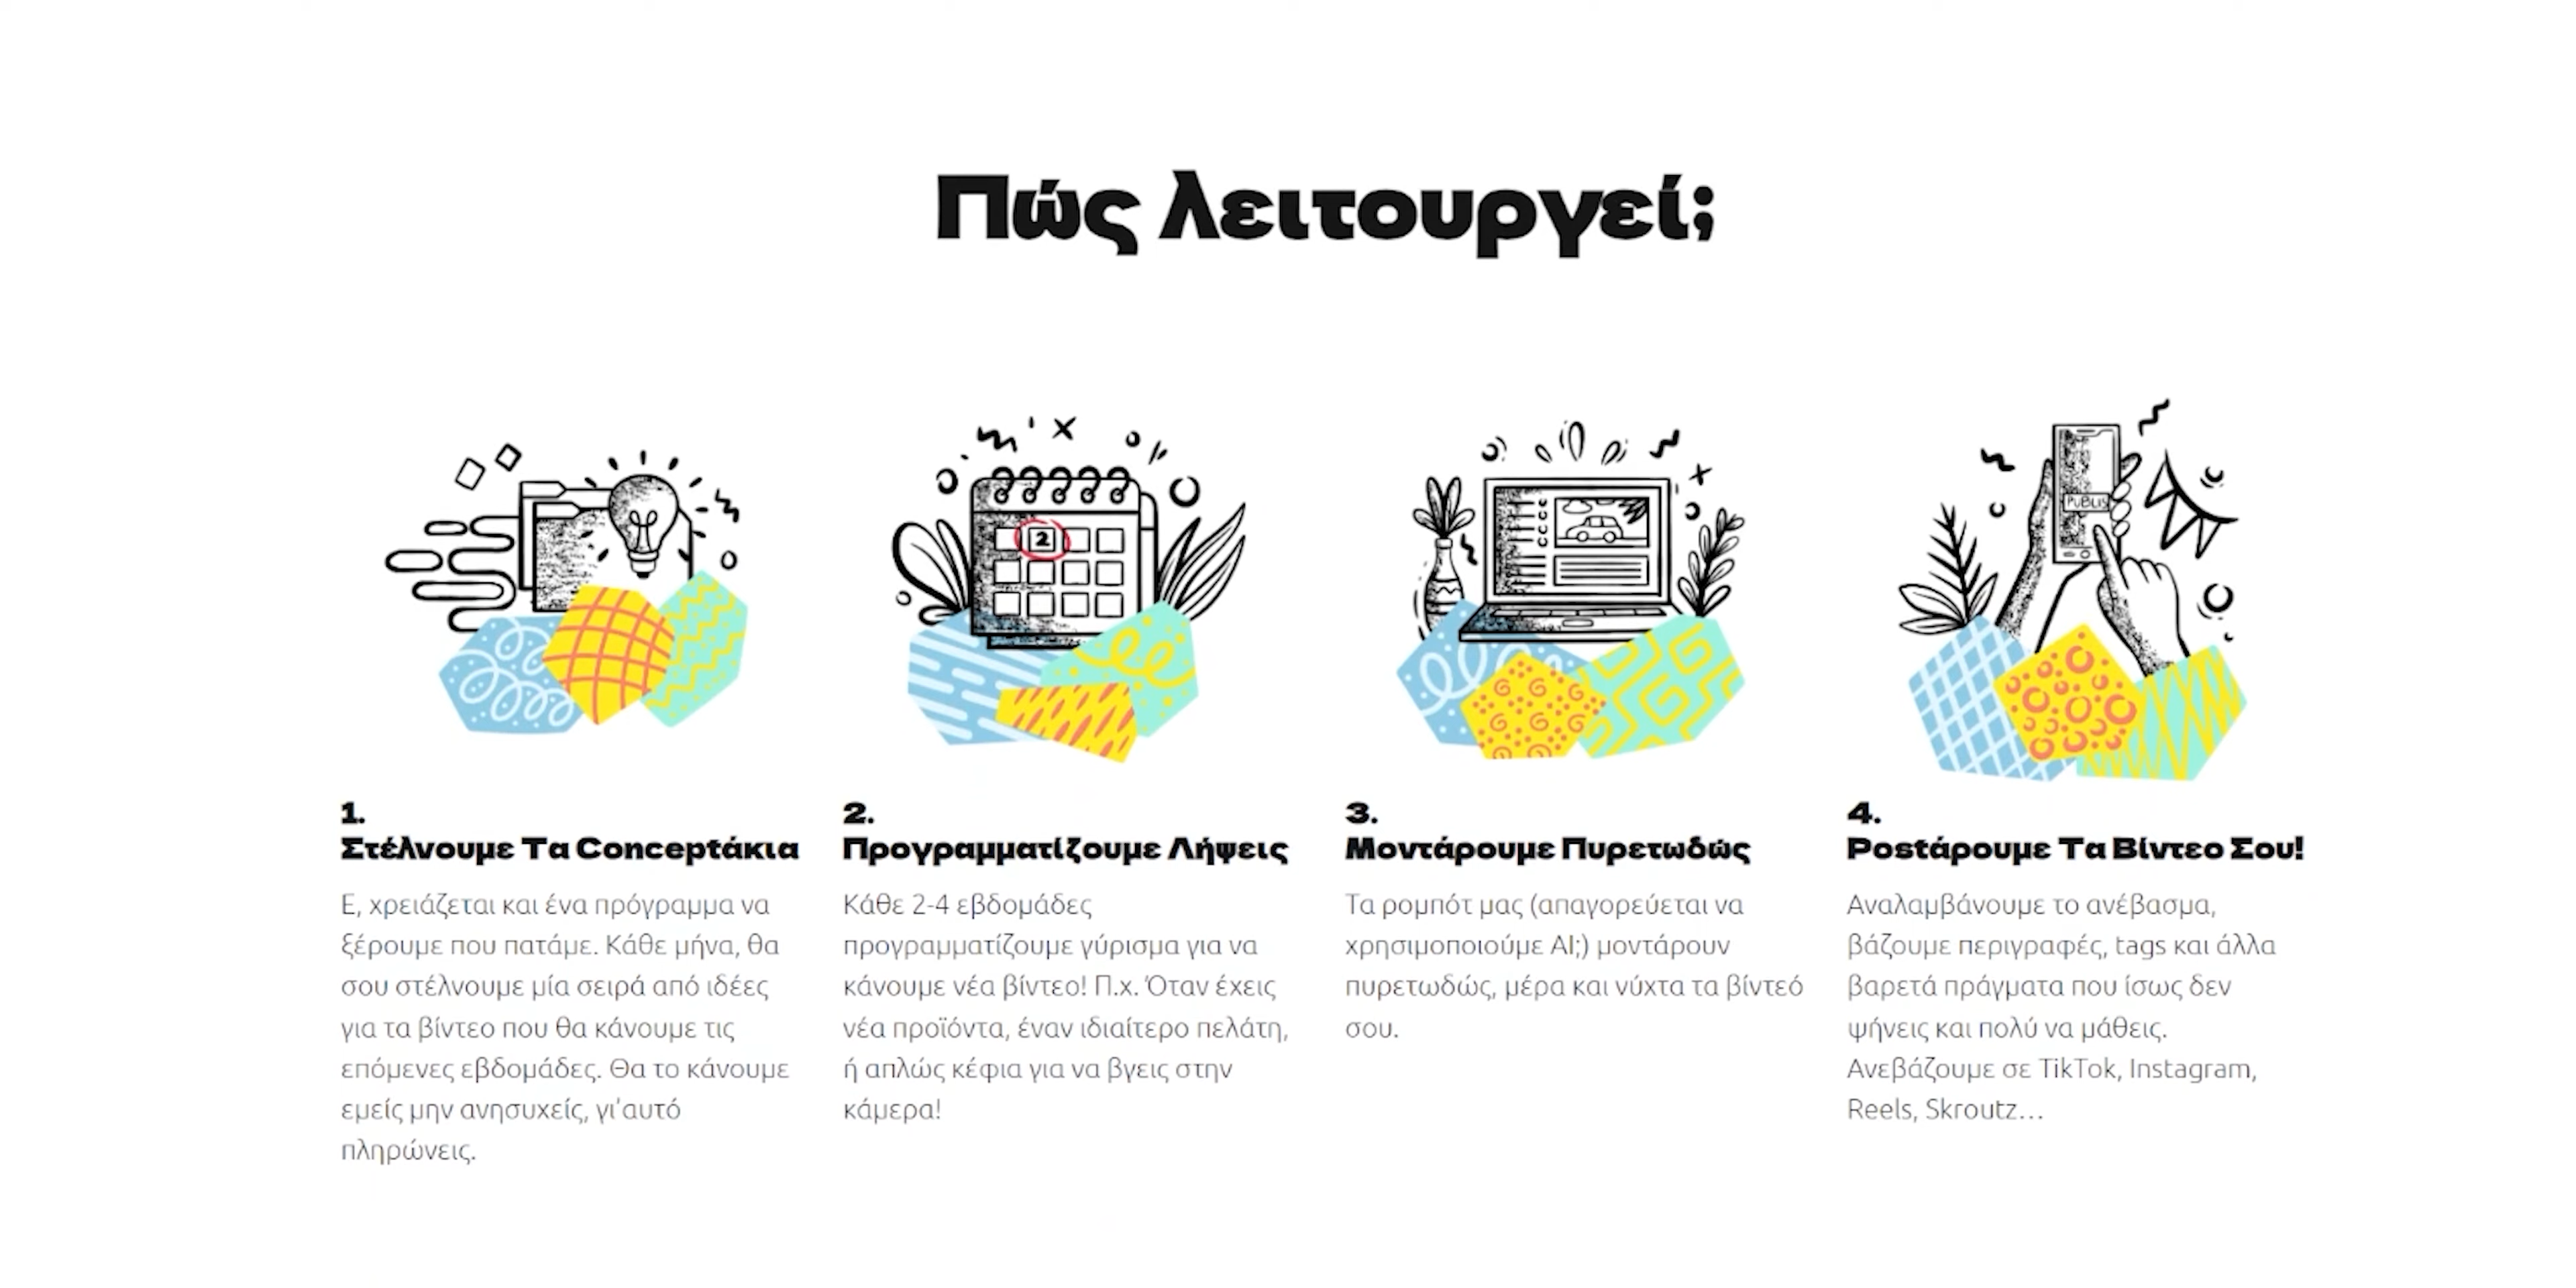 Πώς λειτουργεί;
2
PUBLIS
1.
Στέλνουμε Τα Conceptάκια
Ε, χρειάζεται και ένα πρόγραμμα να
ξέρουμε που πατάμε. Κάθε μήνα, θα
σου στέλνουμε μία σειρά από ιδέες
για τα βίντεο που θα κάνουμε τις
επόμενες εβδομάδες. Θα το κάνουμε
εμείς μην ανησυχείς, γι'αυτό
πληρώνεις.
2.
Προγραμματίζουμε Λήψεις
Κάθε 2-4 εβδομάδες
προγραμματίζουμε γύρισμα για να
κάνουμε νέα βίντεο! Π.χ. Όταν έχεις
νέα προϊόντα, έναν ιδιαίτερο πελάτη,
ή απλώς κέφια για να βγεις στην
κάμερα!
3.
Μοντάρουμε Πυρετωδώς
Τα ρομπότ μας (απαγορεύεται να
χρησιμοποιούμε AI;) μοντάρουν
πυρετωδώς, μέρα και νύχτα τα βίντεό
σου.
4.
Postάρουμε Τα Βίντεο Σου!
Αναλαμβάνουμε το ανέβασμα,
βάζουμε περιγραφές, tags και άλλα
βαρετά πράγματα που ίσως δεν
ψήνεις και πολύ να μάθεις.
Ανεβάζουμε σε TikTok, Instagram,
Reels, Skroutz…